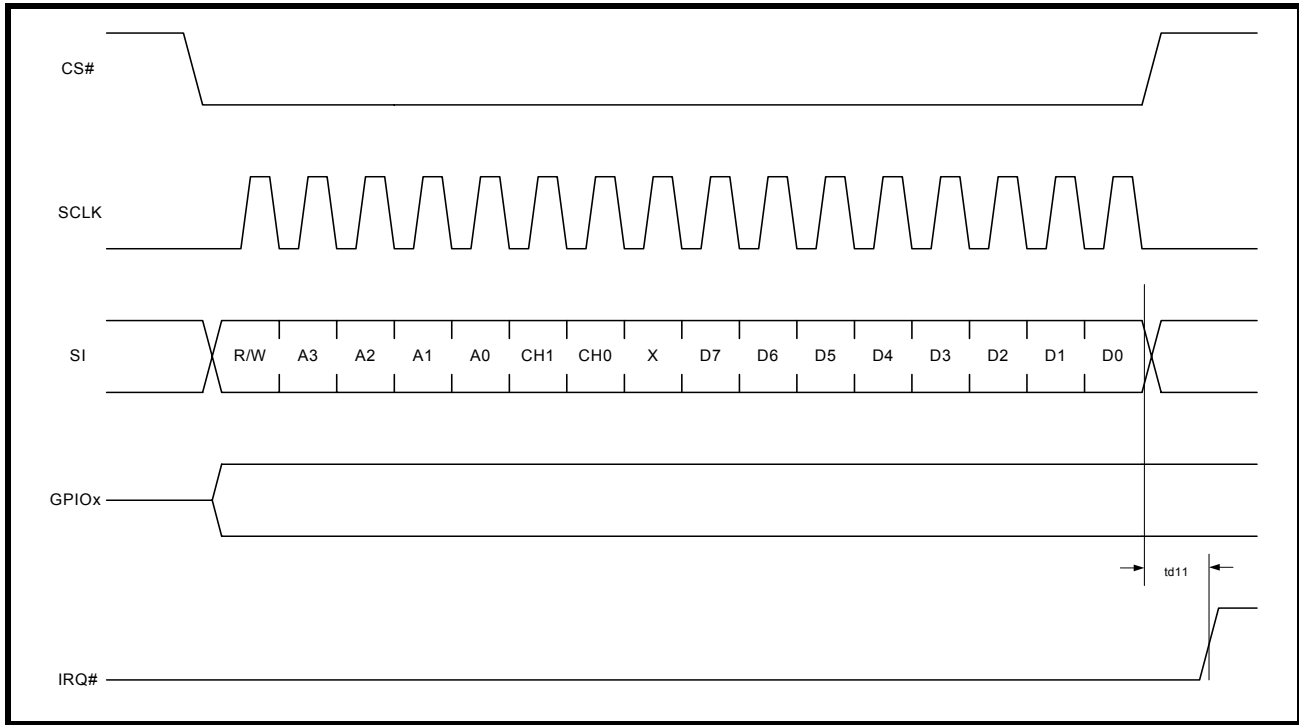 CS#
SCLK
SI R/W A3 A2 A1 A0 CH1 CH0 X D7 D6 D5 D4 D3 D2 D1 D0
GPIOx
td11
IRQ#